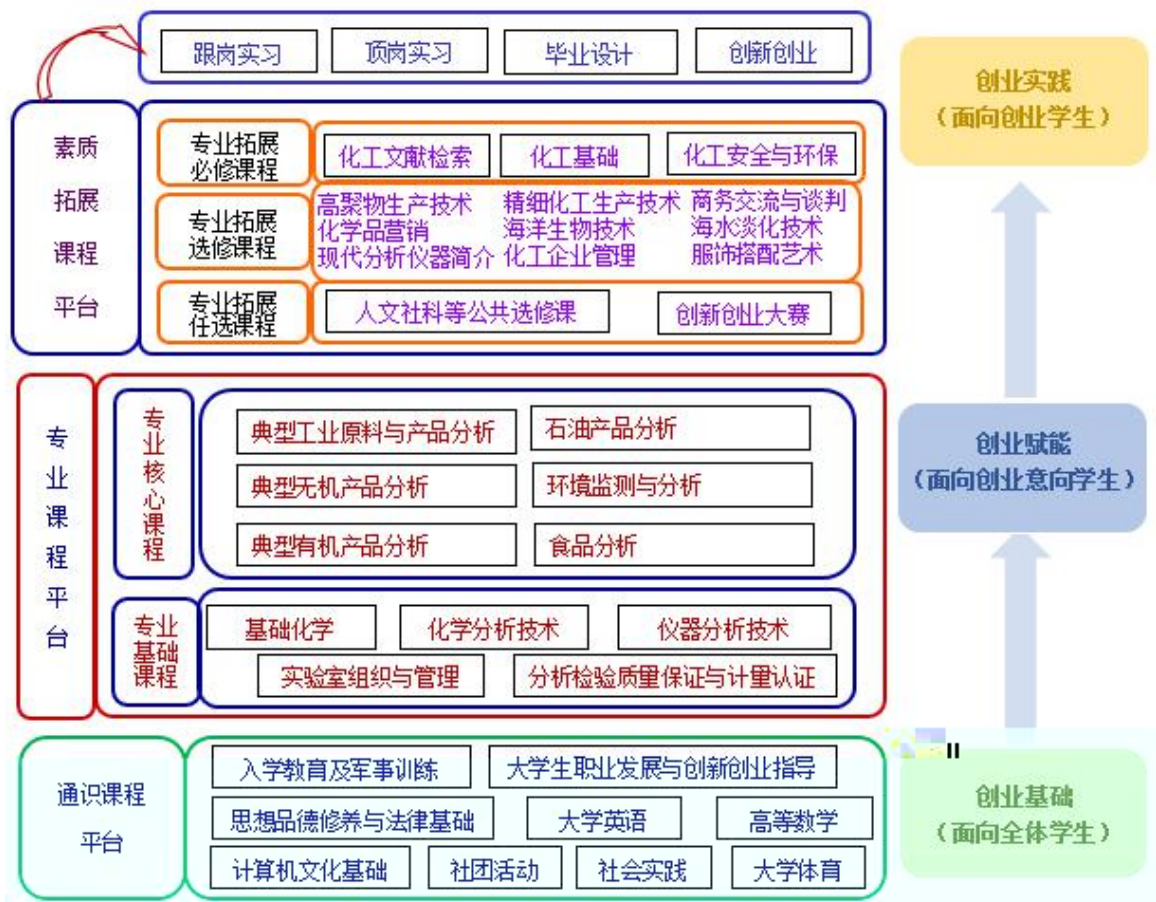 跟岗实习
顶岗实习
毕业设计
创新创业
创业实践
（面向创业学生）
素质
拓展
课程
平台
专业拓展
必修课程
化工文献检索
化工基础
化工安全与环保
专业拓展
选修课程
高聚物生产技术
精细化工生产技术
商务交流与谈判
化学品营销
海洋生物技术
海水淡化技术
现代分析仪器简介
化工企业管理
服饰搭配艺术
专业拓展
任选课程
人文社科等公共选修课
创新创业大赛
专业课程平台
专业核心课程
典型工业原料与产品分析
石油产品分析
典型无机产品分析
环境监测与分析
典型有机产品分析
食品分析
创业赋能
（面向创业意向学生）
专业
基础
课程
基础化学
化学分析技术
仪器分析技术
实验室组织与管理
分析检验质量保证与计量认证
通识课程
平台
入学教育及军事训练
大学生职业发展与创新创业指导
思想品德修养与法律基础
大学英语
高等数学
计算机文化基础
社团活动
社会实践
大学体育
创业基础
（面向全体学生）